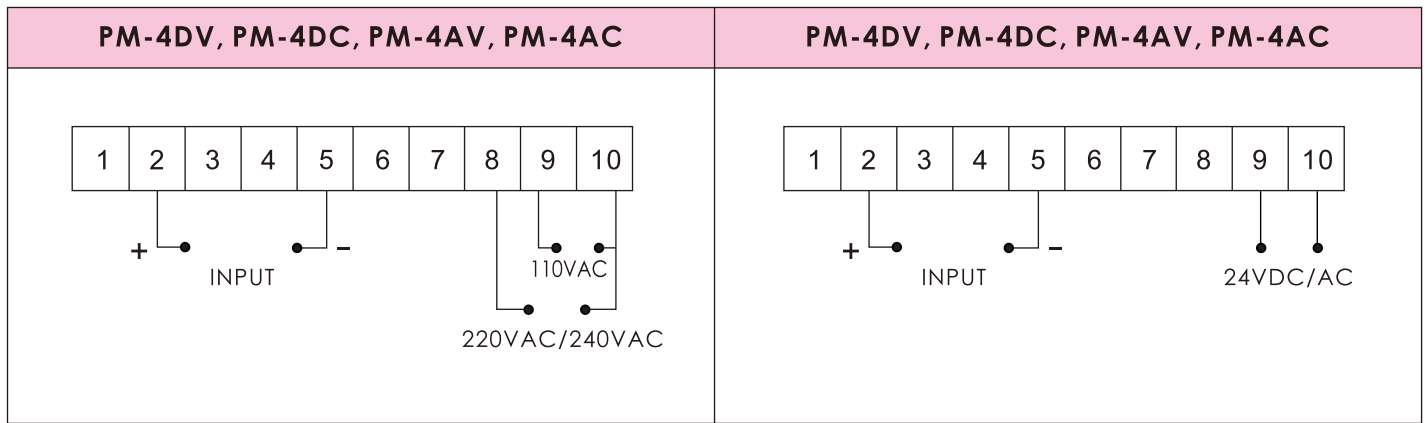 PM-4DV, PM-4DC, PM-4AV, PM-4AC
1 2 3 4 5 6 7 8 9 10
+ −
INPUT
110VAC
220VAC/240VAC
PM-4DV, PM-4DC, PM-4AV, PM-4AC
1 2 3 4 5 6 7 8 9 10
+ −
INPUT
24VDC/AC